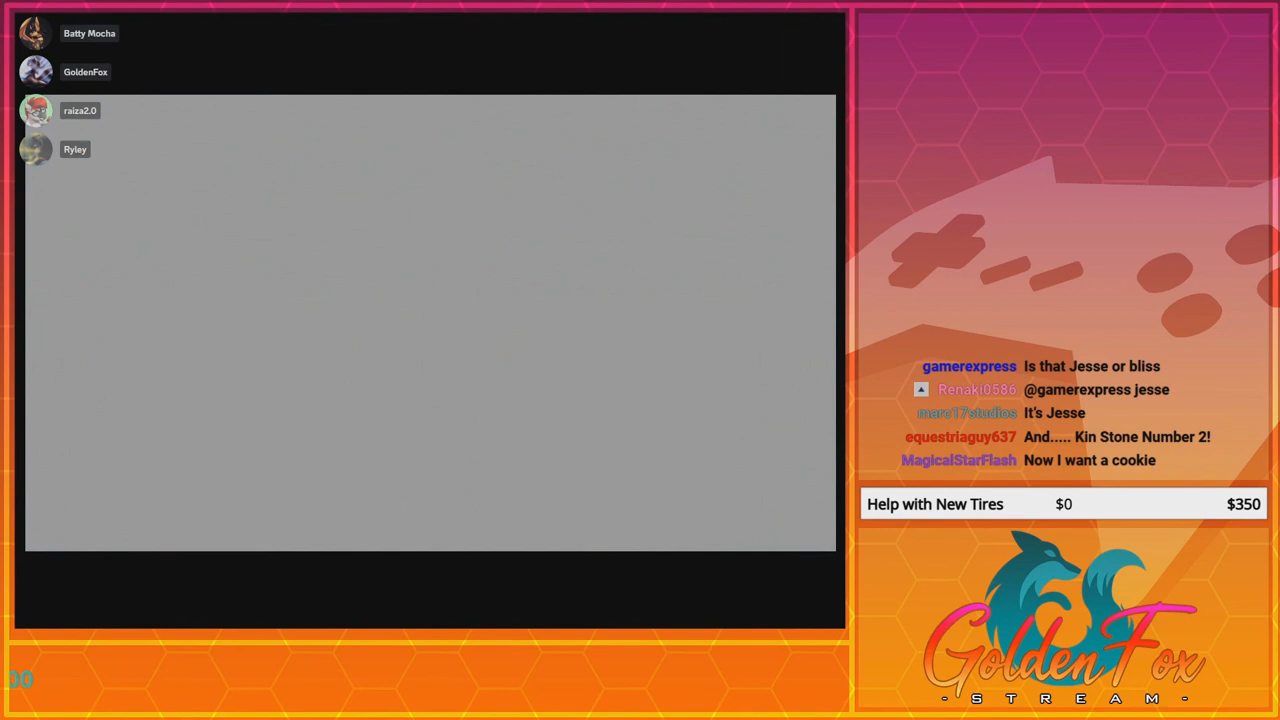 Batty Mocha
GoldenFox
raiza2.0
Ryley
gamerexpress Is that Jesse or bliss
Renaki0586 @gamerexpress jesse
marc17studios It's Jesse
equestriaguy637 And..... Kin Stone Number 2!
MagicalStarFlash Now I want a cookie
Help with New Tires $0 $350
GoldenFox
- STREAM -
00